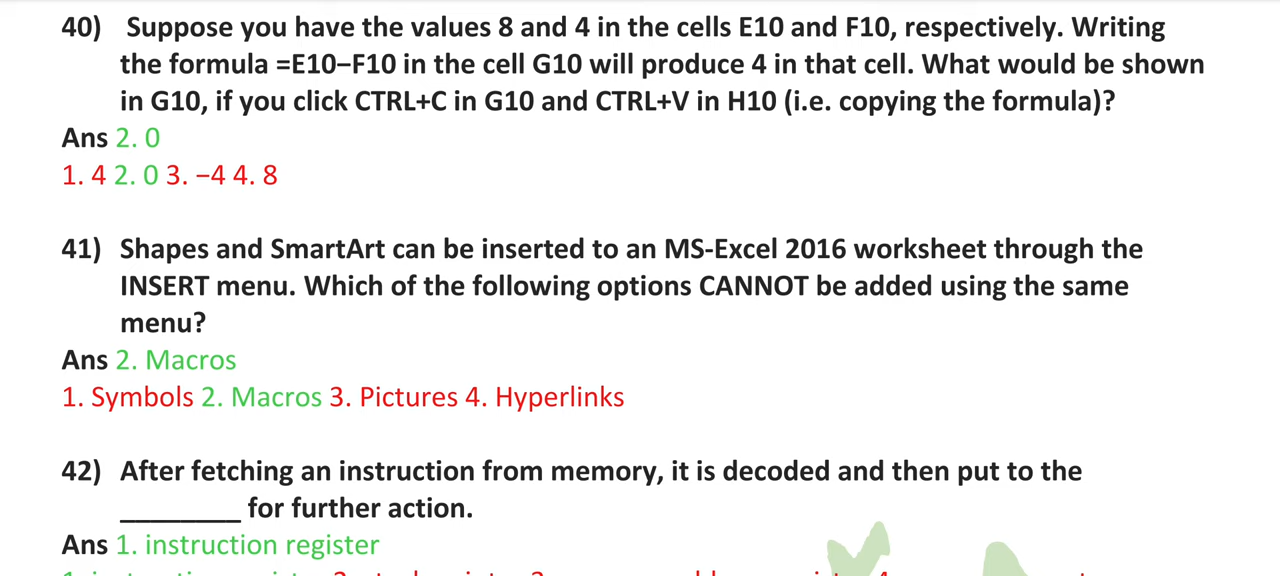 40) Suppose you have the values 8 and 4 in the cells E10 and F10, respectively. Writing
the formula =E10−F10 in the cell G10 will produce 4 in that cell. What would be shown
in G10, if you click CTRL+C in G10 and CTRL+V in H10 (i.e. copying the formula)?
Ans 2. 0
1. 4 2. 0 3. −4 4. 8
41) Shapes and SmartArt can be inserted to an MS-Excel 2016 worksheet through the
INSERT menu. Which of the following options CANNOT be added using the same
menu?
Ans 2. Macros
1. Symbols 2. Macros 3. Pictures 4. Hyperlinks
42) After fetching an instruction from memory, it is decoded and then put to the
________ for further action.
Ans 1. instruction register